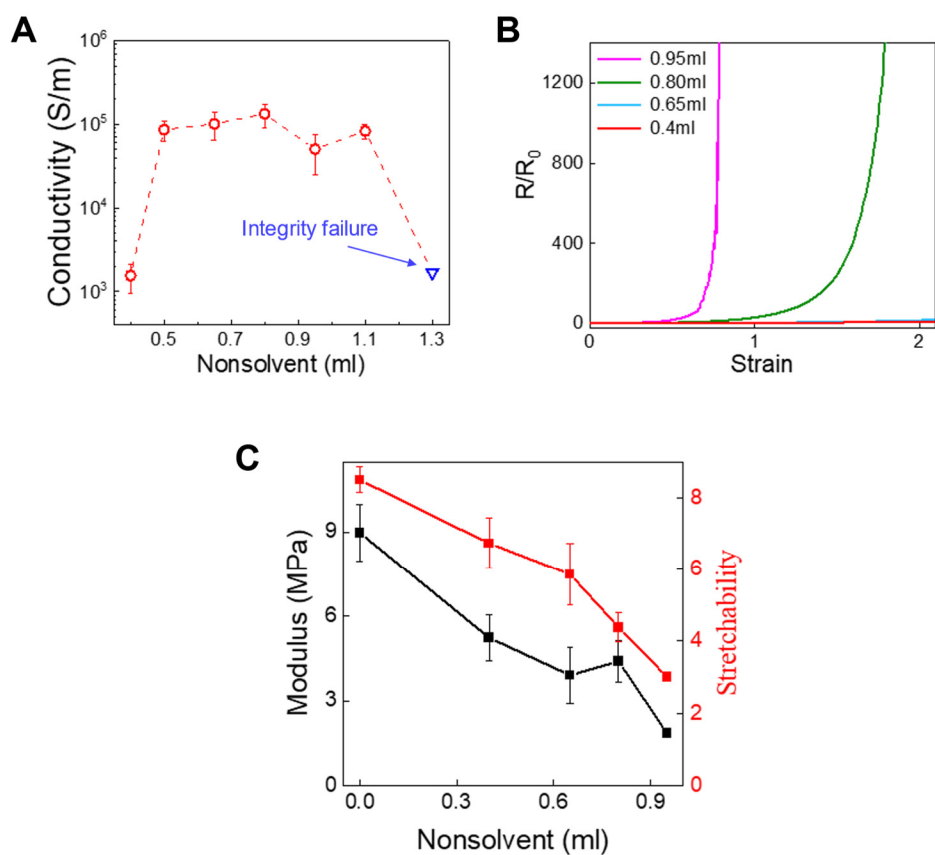 A
Conductivity (S/m)
10^6
10^5
10^4
10^3
Integrity failure
0.5 0.7 0.9 1.1 1.3
Nonsolvent (ml)
B
R/R_0
1200
800
400
0
0.95ml
0.80ml
0.65ml
0.4ml
0 1 2
Strain
C
Modulus (MPa)
9
6
3
0
8
6
4
2
0
Stretchability
0.0 0.3 0.6 0.9
Nonsolvent (ml)